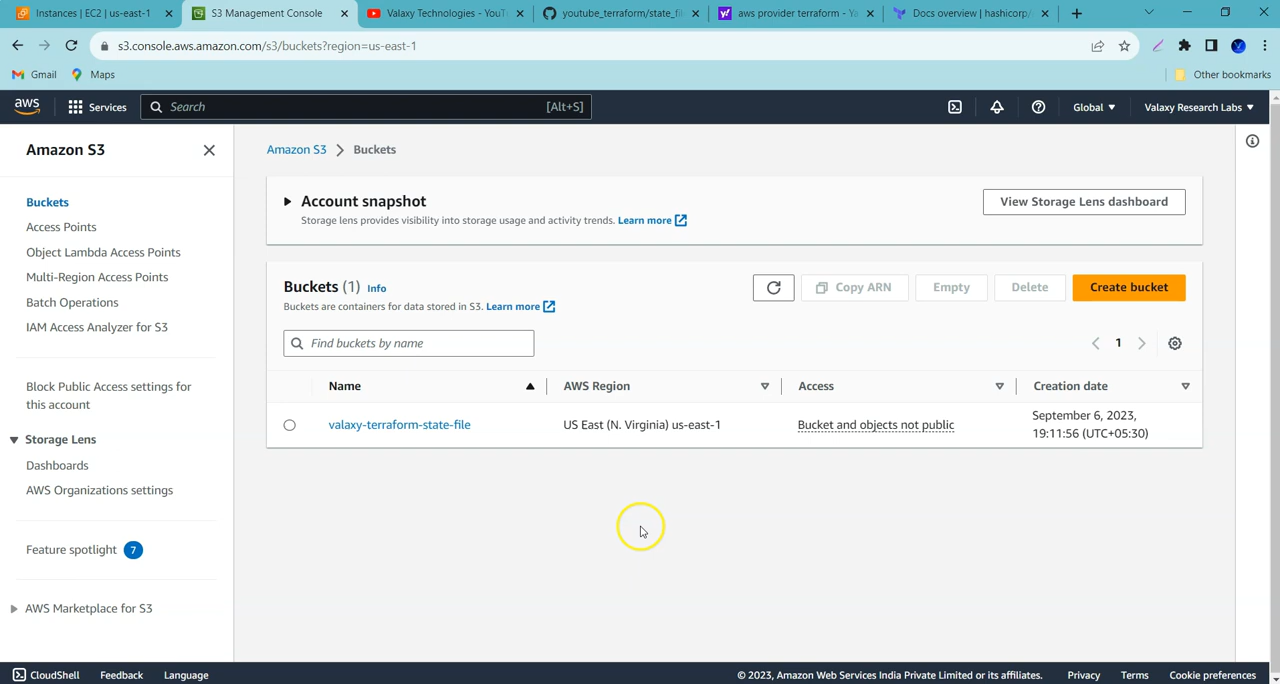 Instances | EC2 | us-east-1
S3 Management Console
Valaxy Technologies - YouT
youtube_terraform/state_fi
aws provider terraform - Ya
Docs overview | hashicorp/
s3.console.aws.amazon.com/s3/buckets?region=us-east-1
Gmail
Maps
Other bookmarks
aws
Services
Search
[Alt+S]
Global
Valaxy Research Labs
Amazon S3
Buckets
Access Points
Object Lambda Access Points
Multi-Region Access Points
Batch Operations
IAM Access Analyzer for S3
Block Public Access settings for
this account
Storage Lens
Dashboards
AWS Organizations settings
Feature spotlight 7
AWS Marketplace for S3
Amazon S3 > Buckets
Account snapshot
Storage lens provides visibility into storage usage and activity trends. Learn more
View Storage Lens dashboard
Buckets (1) Info
Buckets are containers for data stored in S3. Learn more
Copy ARN
Empty
Delete
Create bucket
Find buckets by name
1
Name
AWS Region
Access
Creation date
valaxy-terraform-state-file
US East (N. Virginia) us-east-1
Bucket and objects not public
September 6, 2023,
19:11:56 (UTC+05:30)
CloudShell
Feedback
Language
© 2023, Amazon Web Services India Private Limited or its affiliates.
Privacy
Terms
Cookie preferences